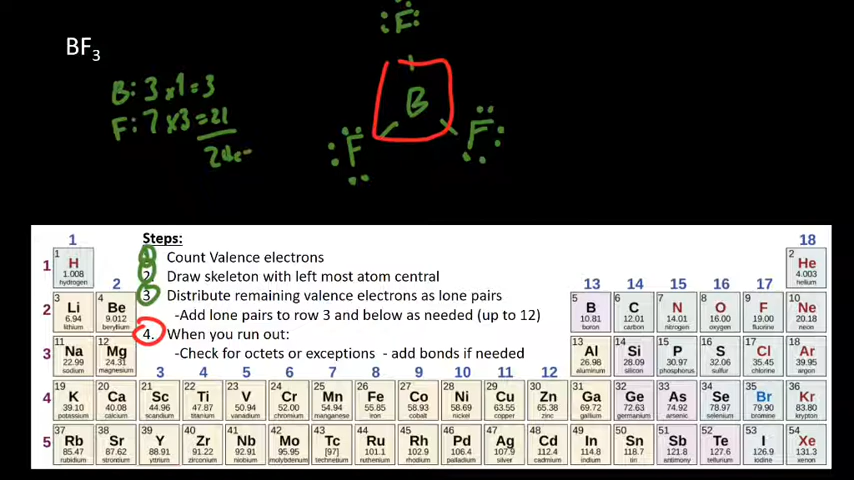 BF3
B: 3 x 1 = 3
F: 7 x 3 = 21
F
B
F
F
Steps:
1 Count Valence electrons
2. Draw skeleton with left most atom central
3. Distribute remaining valence electrons as lone pairs
-Add lone pairs to row 3 and below as needed (up to 12)
4. When you run out:
-Check for octets or exceptions - add bonds if needed
1 18
2 13 14 15 16 17
3 4 5 6 7 8 9 10 11 12
1 1 H 1.008 hydrogen 2 He 4.003 helium
2 3 Li 6.94 lithium 4 Be 9.012 beryllium 5 B 10.81 boron 6 C 12.01 carbon 7 N 14.01 nitrogen 8 O 16.00 oxygen 9 F 19.00 fluorine 10 Ne 20.18 neon
3 11 Na 22.99 sodium 12 Mg 24.31 magnesium 13 Al 26.98 aluminum 14 Si 28.09 silicon 15 P 30.97 phosphorus 16 S 32.06 sulfur 17 Cl 35.45 chlorine 18 Ar 39.95 argon
4 19 K 39.10 potassium 20 Ca 40.08 calcium 21 Sc 44.96 scandium 22 Ti 47.87 titanium 23 V 50.94 vanadium 24 Cr 52.00 chromium 25 Mn 54.94 manganese 26 Fe 55.85 iron 27 Co 58.93 cobalt 28 Ni 58.69 nickel 29 Cu 63.55 copper 30 Zn 65.38 zinc 31 Ga 69.72 gallium 32 Ge 72.63 germanium 33 As 74.92 arsenic 34 Se 78.97 selenium 35 Br 79.90 bromine 36 Kr 83.80 krypton
5 37 Rb 85.47 rubidium 38 Sr 87.62 strontium 39 Y 88.91 yttrium 40 Zr 91.22 zirconium 41 Nb 92.91 niobium 42 Mo 95.95 molybdenum 43 Tc [97] technetium 44 Ru 101.1 ruthenium 45 Rh 102.9 rhodium 46 Pd 106.4 palladium 47 Ag 107.9 silver 48 Cd 112.4 cadmium 49 In 114.8 indium 50 Sn 118.7 tin 51 Sb 121.8 antimony 52 Te 127.6 tellurium 53 I 126.9 iodine 54 Xe 131.3 xenon